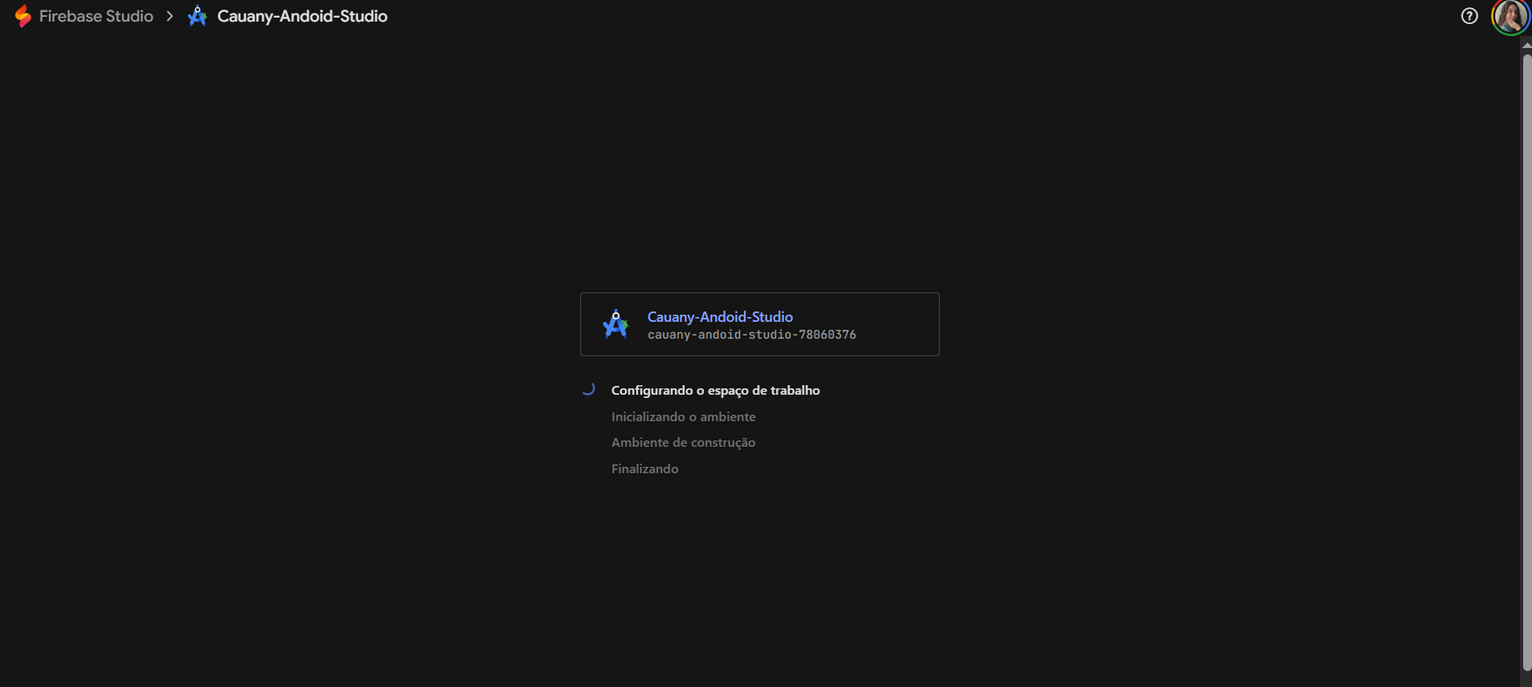 Firebase Studio > Cauany-Andoid-Studio
Cauany-Andoid-Studio
cauany-andoid-studio-78060376
Configurando o espaço de trabalho
Inicializando o ambiente
Ambiente de construção
Finalizando